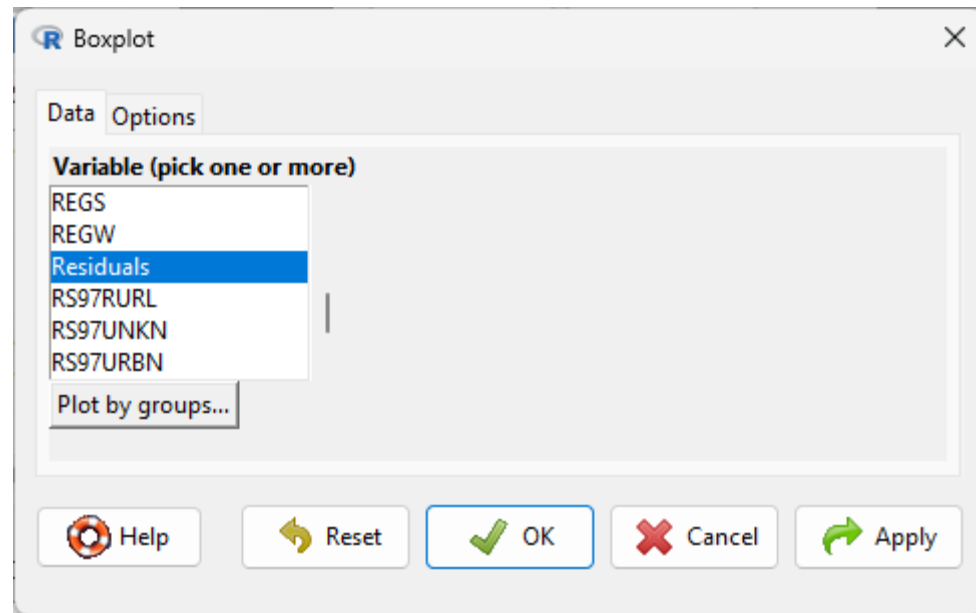 Boxplot
Data Options
Variable (pick one or more)
REGS
REGW
Residuals
RS97RURL
RS97UNKN
RS97URBN
Plot by groups...
Help Reset OK Cancel Apply